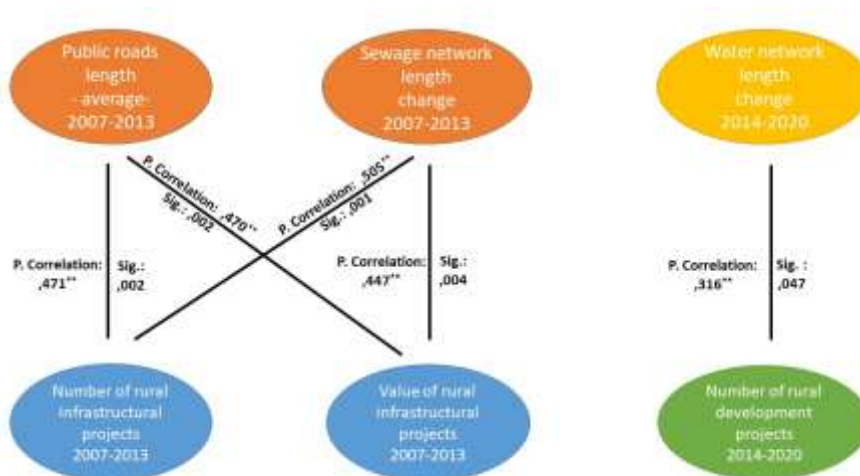 Public roads
length
- average-
2007-2013
Sewage network
length
change
2007-2013
Water network
length
change
2014-2020
P. Correlation: ,470**
Sig.: ,002
P. Correlation: ,505**
Sig.: ,001
P. Correlation:
,471**
Sig.:
,002
P. Correlation:
,447**
Sig.:
,004
P. Correlation:
,316**
Sig. :
,047
Number of rural
infrastructural
projects
2007-2013
Value of rural
infrastructural
projects
2007-2013
Number of rural
development
projects
2014-2020